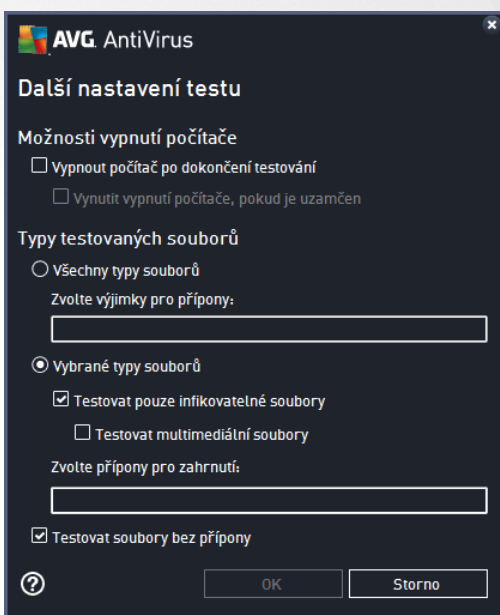 AVG. AntiVirus
Další nastavení testu
Možnosti vypnutí počítače
Vypnout počítač po dokončení testování
Vynutit vypnutí počítače, pokud je uzamčen
Typy testovaných souborů
Všechny typy souborů
Zvolte výjimky pro přípony:
Vybrané typy souborů
Testovat pouze infikovatelné soubory
Testovat multimediální soubory
Zvolte přípony pro zahrnutí:
Testovat soubory bez přípony
? OK Storno